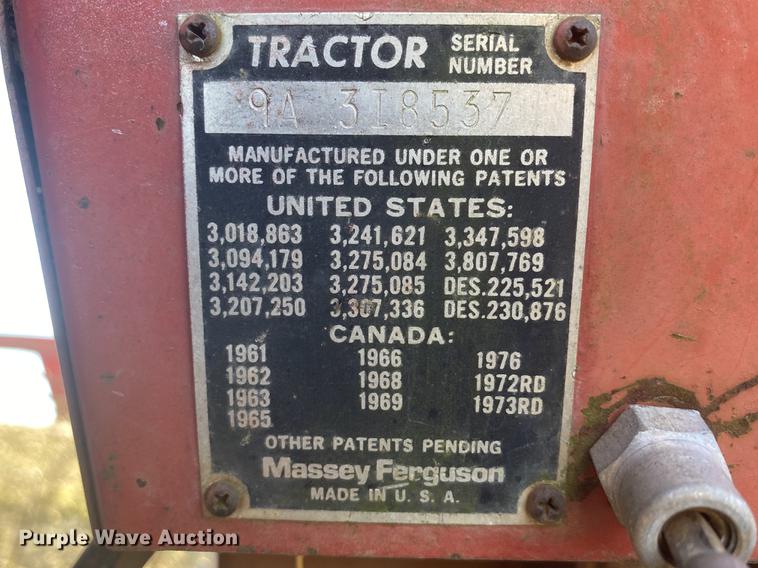 TRACTOR SERIAL NUMBER
9A 318537
MANUFACTURED UNDER ONE OR
MORE OF THE FOLLOWING PATENTS
UNITED STATES:
3,018,863 3,241,621 3,347,598
3,094,179 3,275,084 3,807,769
3,142,203 3,275,085 DES.225,521
3,207,250 3,307,336 DES.230,876
CANADA:
1961 1966 1976
1962 1968 1972RD
1963 1969 1973RD
1965
OTHER PATENTS PENDING
Massey Ferguson
MADE IN U.S.A.
Purple Wave Auction